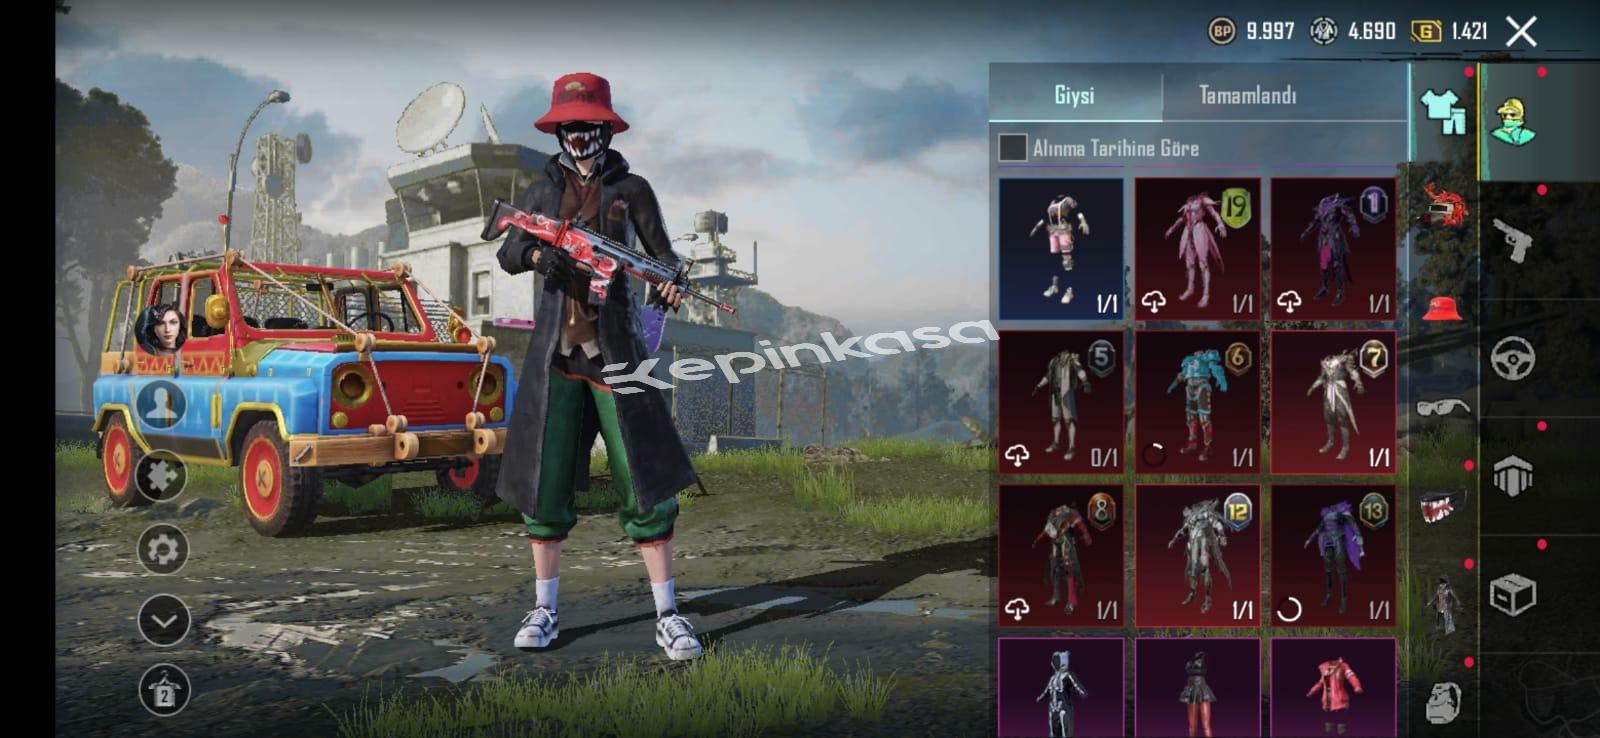 BP 9.997 4.690 G 1.421
Giysi Tamamlandı
Alınma Tarihine Göre
1/1
19 1/1
1 1/1
5 0/1
6 1/1
7 1/1
epinkasa
8 1/1
12 1/1
13 1/1
2